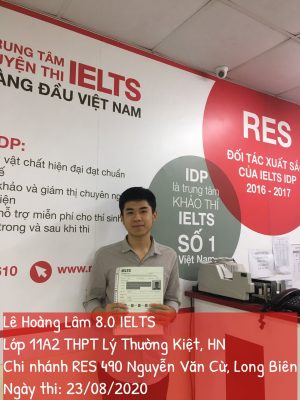 TRUNG TÂM
LUYỆN THI IELTS
HÀNG ĐẦU VIỆT NAM
IDP:
vật chất hiện đại đạt chuẩn
khảo và giám thị chuyên
hỗ trợ miễn phí cho thí sinh
trong và sau khi thi
610
RES
ĐỐI TÁC XUẤT SẮ
CỦA IELTS IDP
2016 - 2017
IDP
là trung tâm
KHẢO THÍ
IELTS
SỐ 1
Việt Nam
IELTS
Lê Hoàng Lâm 8.0 IELTS
Lớp 11A2 THPT Lý Thường Kiệt, HN
Chi nhánh RES 490 Nguyễn Văn Cừ, Long Biên
Ngày thi: 23/08/2020